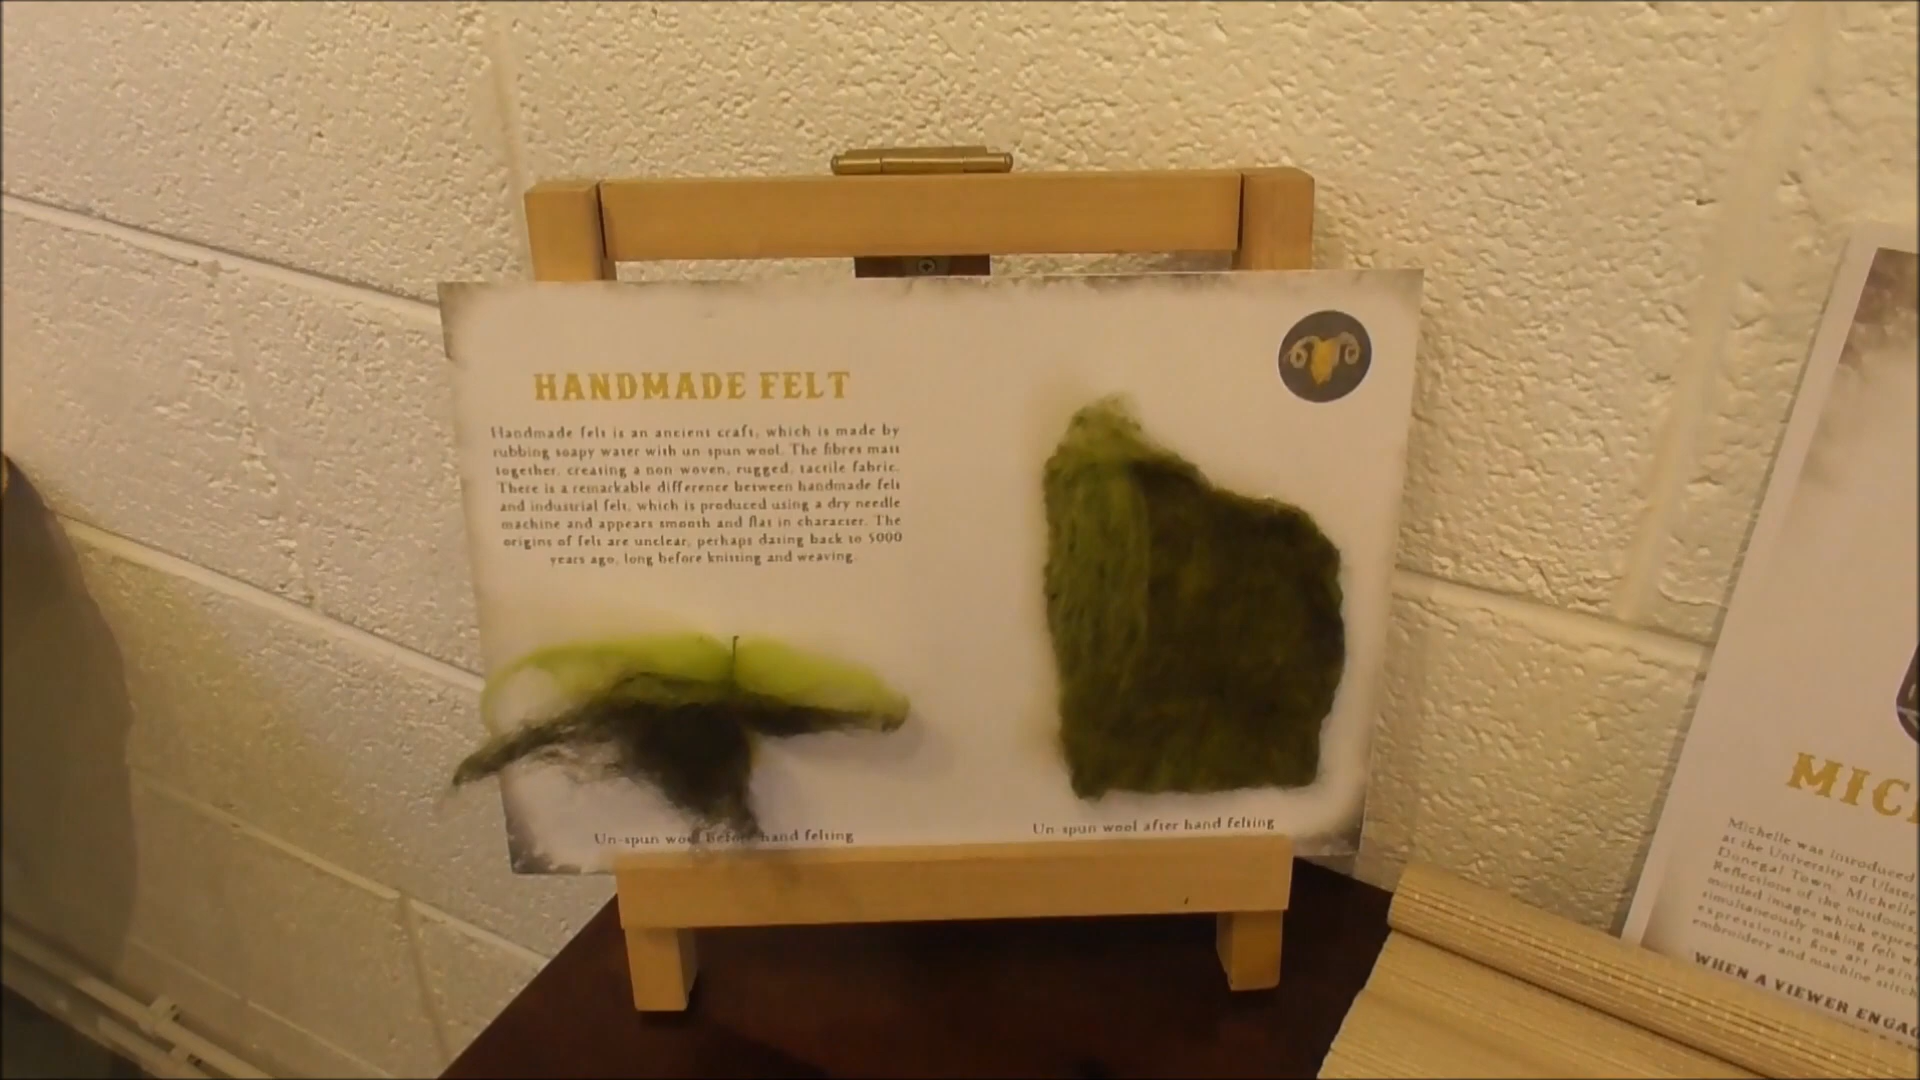 HANDMADE FELT
Handmade felt is an ancient craft, which is made by
rubbing soapy water with un-spun wool. The fibres matt
together, creating a non woven, rugged, tactile fabric.
There is a remarkable difference between handmade felt
and industrial felt, which is produced using a dry needle
machine and appears smooth and flat in character. The
origins of felt are unclear, perhaps dating back to 5000
years ago, long before knitting and weaving.
Un-spun wool before hand felting
Un-spun wool after hand felting
MIC
Michelle was introduced
at the University of Ulster
Donegal Town. Michelle
Reflections of the outdoors,
mottled images which expres
simultaneously making felt w
expressionist fine art pain
embroidery and machine stitch
WHEN A VIEWER ENGAG